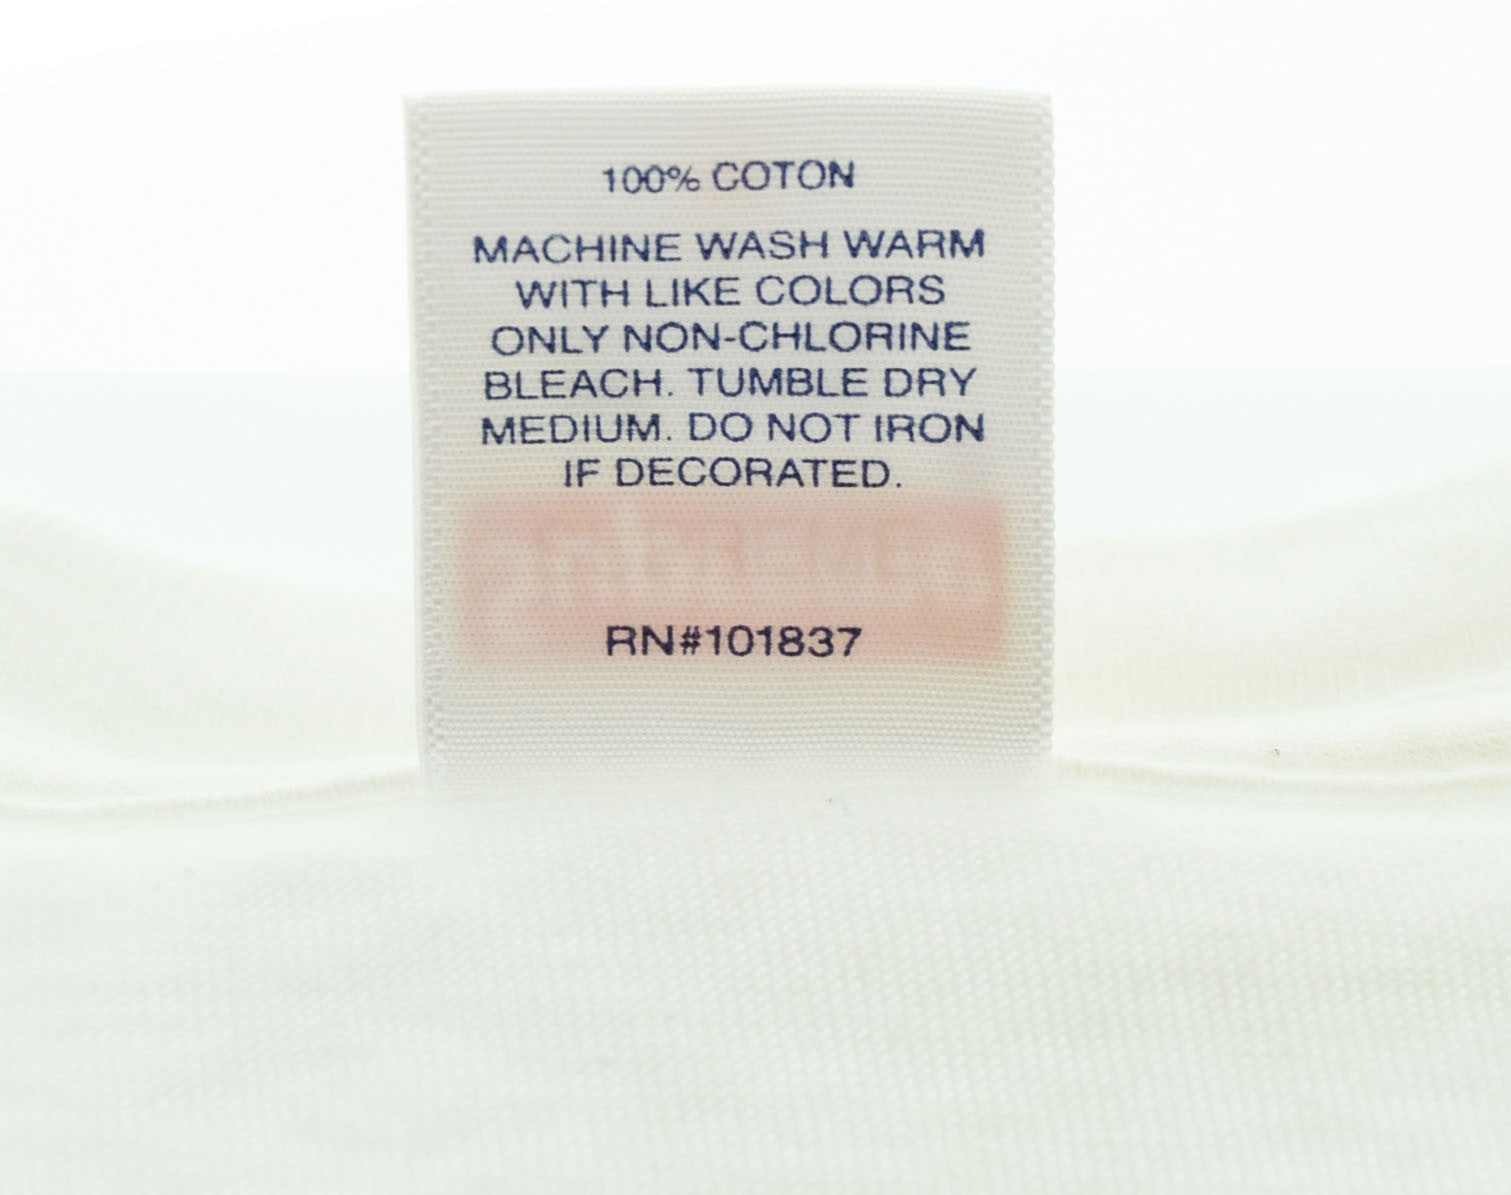 100% COTON
MACHINE WASH WARM
WITH LIKE COLORS
ONLY NON-CHLORINE
BLEACH. TUMBLE DRY
MEDIUM. DO NOT IRON
IF DECORATED.
RN#101837